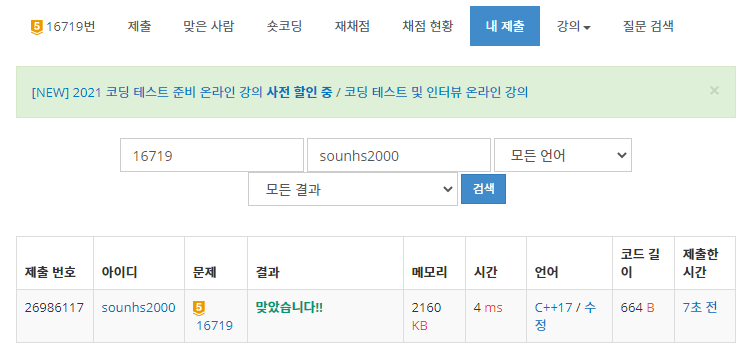 5 16719번 제출 맞은 사람 숏코딩 재채점 채점 현황 내 제출 강의 질문 검색
[NEW] 2021 코딩 테스트 준비 온라인 강의 사전 할인 중 / 코딩 테스트 및 인터뷰 온라인 강의 ×
16719 sounhs2000 모든 언어
모든 결과 검색
제출 번호 아이디 문제 결과 메모리 시간 언어 코드 길이 제출한 시간
26986117 sounhs2000 5 16719 맞았습니다!! 2160 KB 4 ms C++17 / 수정 664 B 7초 전